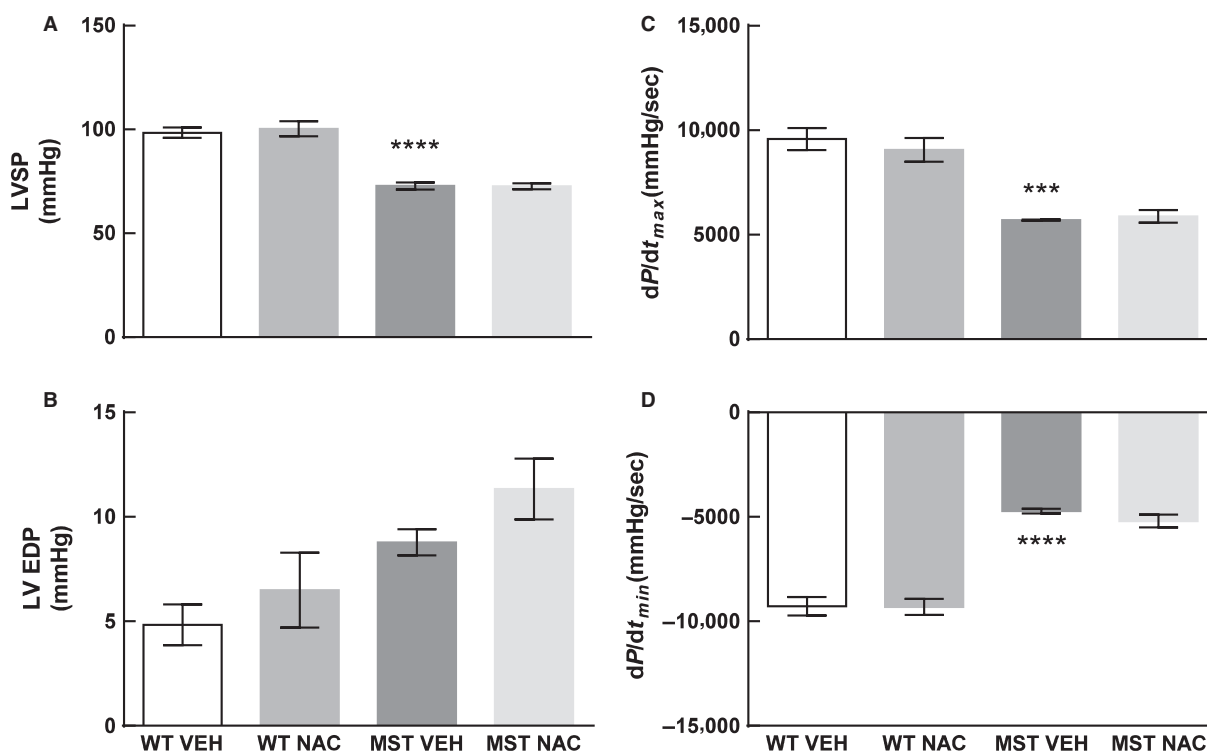 A
150
100
50
0
LVSP
(mmHg)
****
C
15,000
10,000
5000
0
dP/dtmax(mmHg/sec)
***
B
15
10
5
0
LV EDP
(mmHg)
WT VEH
WT NAC
MST VEH
MST NAC
D
0
–5000
–10,000
–15,000
dP/dtmin(mmHg/sec)
****
WT VEH
WT NAC
MST VEH
MST NAC